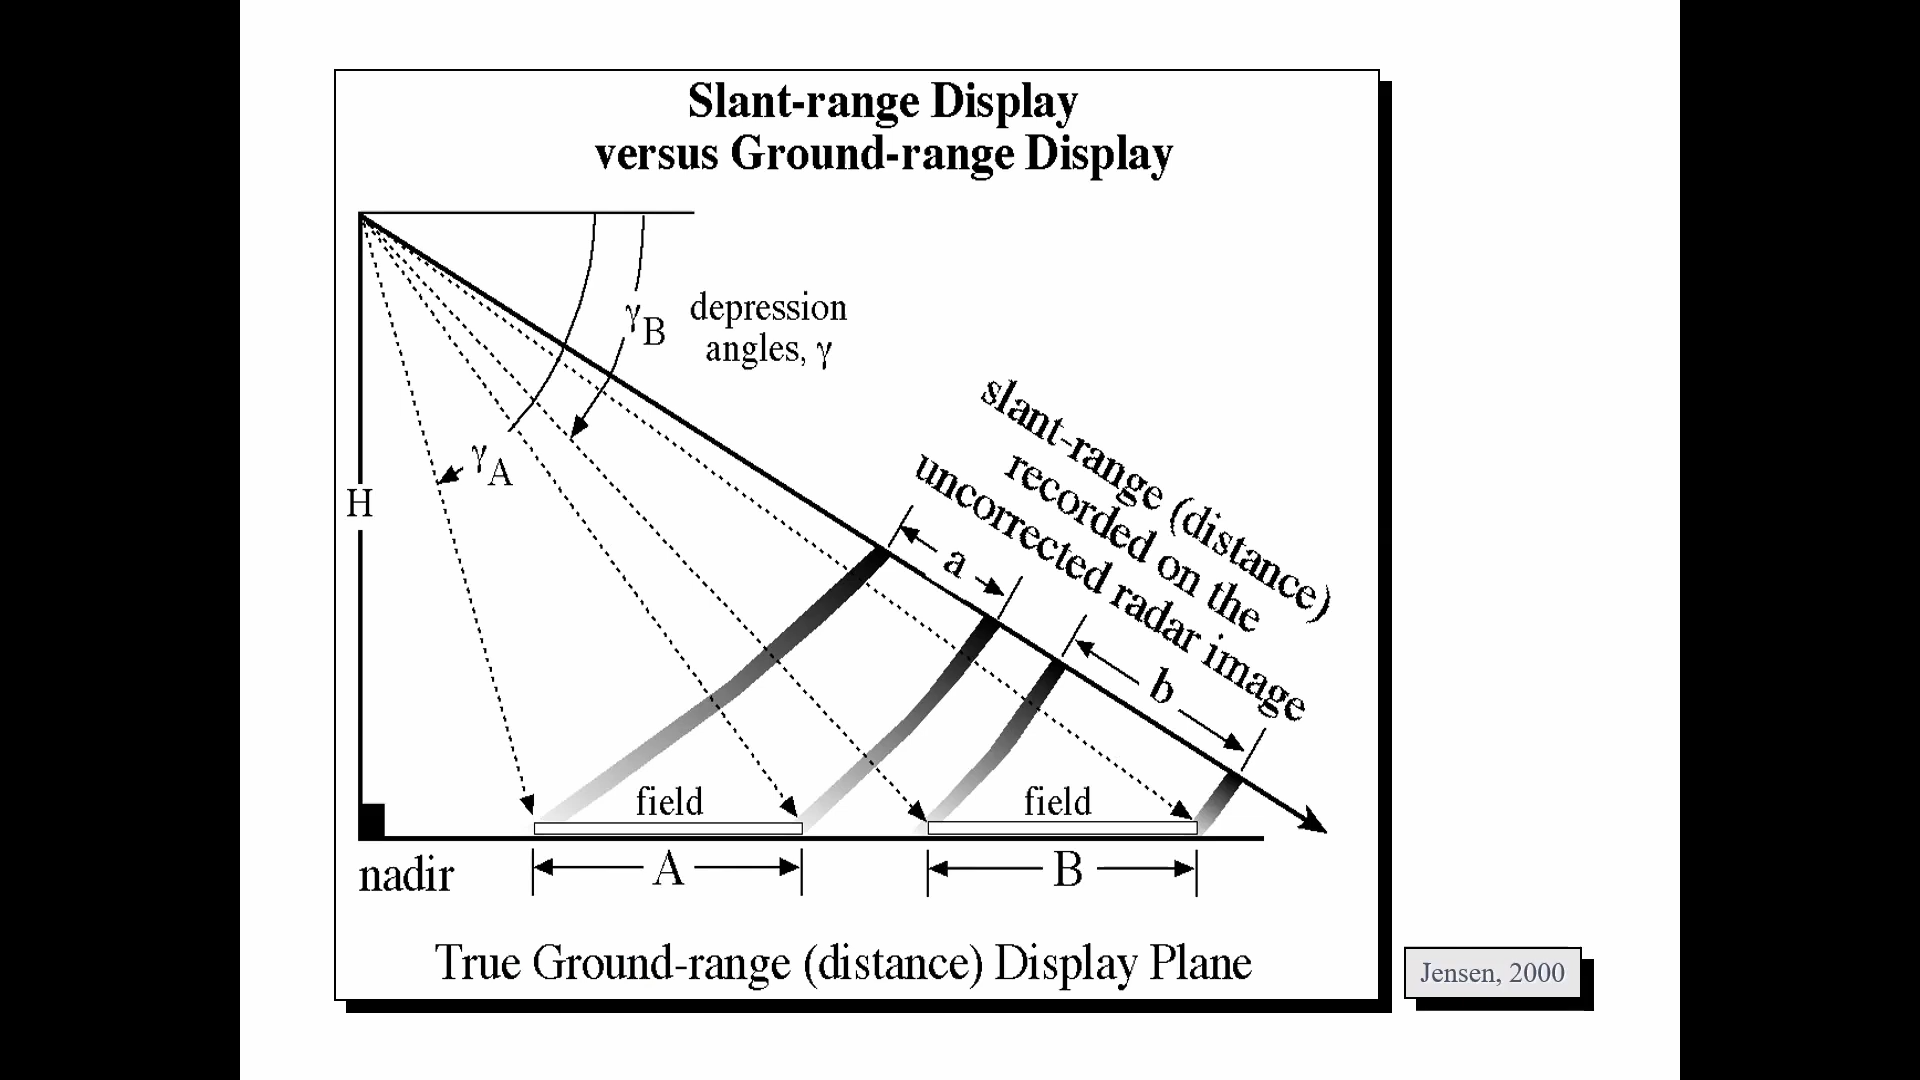 Slant-range Display
versus Ground-range Display
γB
depression
angles, γ
γA
H
slant-range (distance)
recorded on the
uncorrected radar image
a
b
field
field
A
B
nadir
True Ground-range (distance) Display Plane
Jensen, 2000